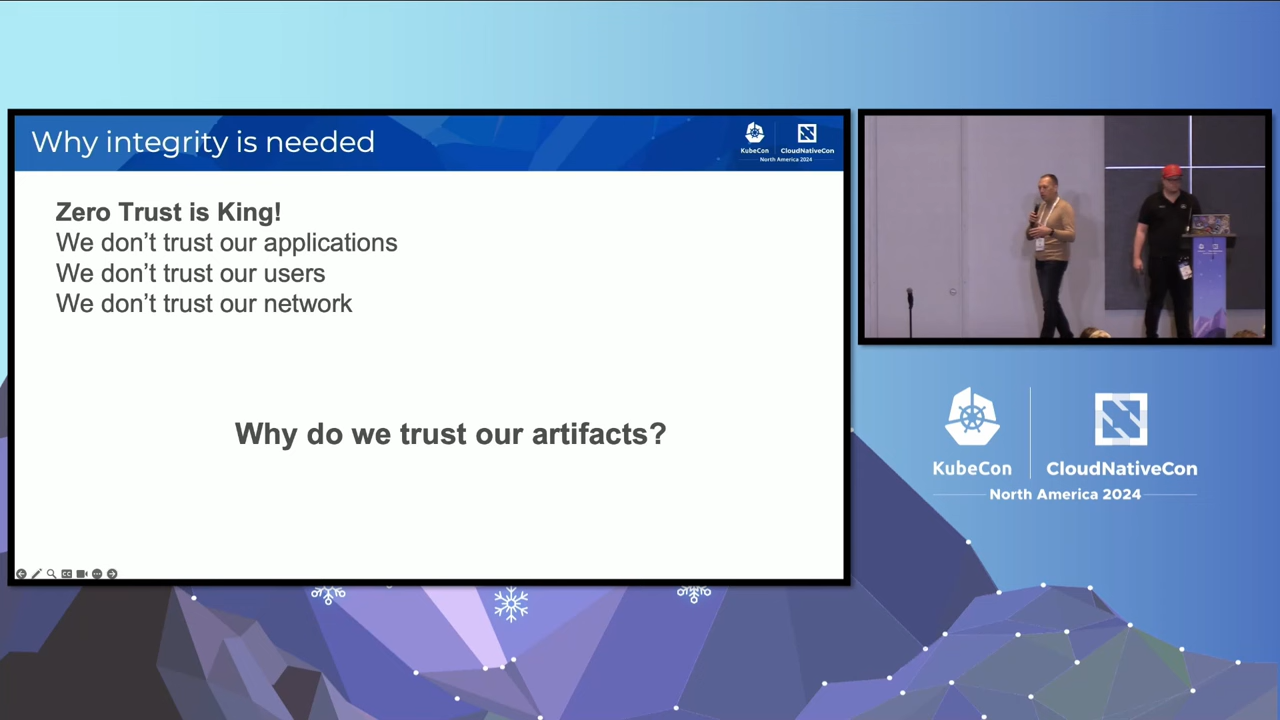 Why integrity is needed
KubeCon
CloudNativeCon
North America 2024
Zero Trust is King!
We don’t trust our applications
We don’t trust our users
We don’t trust our network
Why do we trust our artifacts?
KubeCon
CloudNativeCon
North America 2024